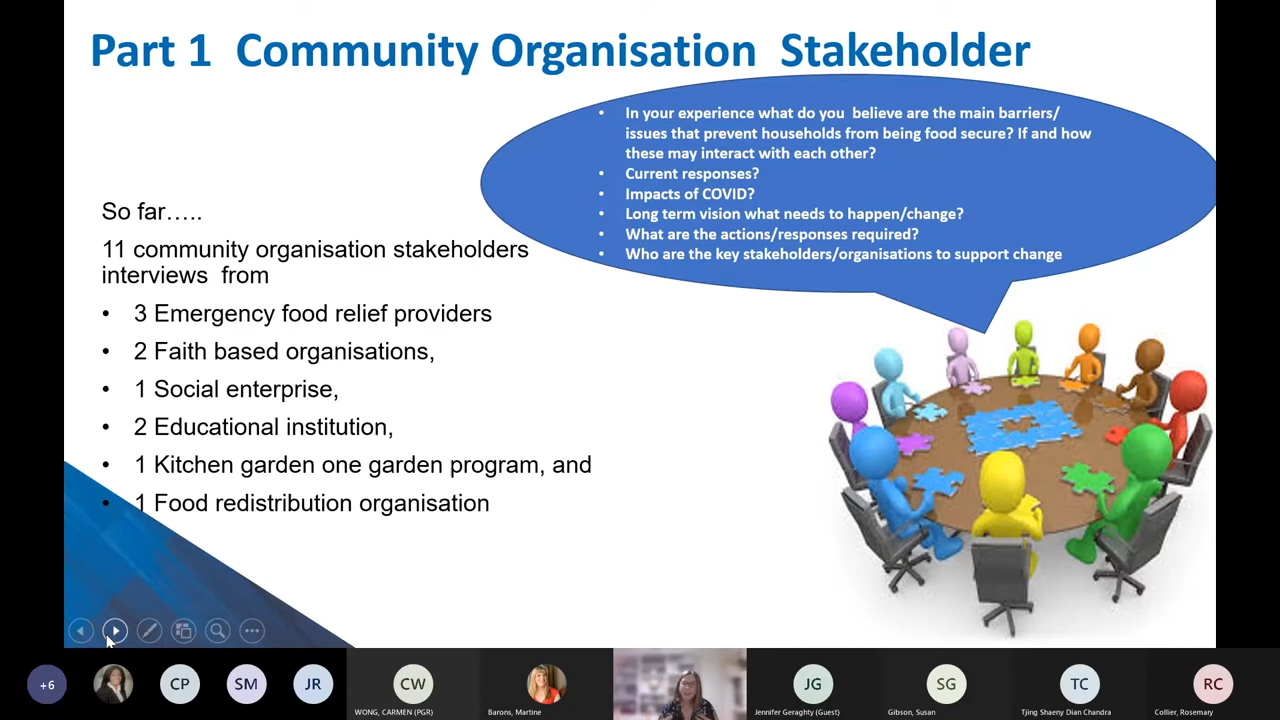 Part 1 Community Organisation Stakeholder
• In your experience what do you believe are the main barriers/
issues that prevent households from being food secure? If and how
these may interact with each other?
• Current responses?
• Impacts of COVID?
• Long term vision what needs to happen/change?
• What are the actions/responses required?
• Who are the key stakeholders/organisations to support change
So far…..
11 community organisation stakeholders
interviews from
• 3 Emergency food relief providers
• 2 Faith based organisations,
• 1 Social enterprise,
• 2 Educational institution,
• 1 Kitchen garden one garden program, and
• 1 Food redistribution organisation
+6
CP
SM
JR
CW
WONG, CARMEN (PGR)
Barons, Martine
JG
Jennifer Geraghty (Guest)
SG
Gibson, Susan
TC
Tjing Shaeny Dian Chandra
RC
Collier, Rosemary